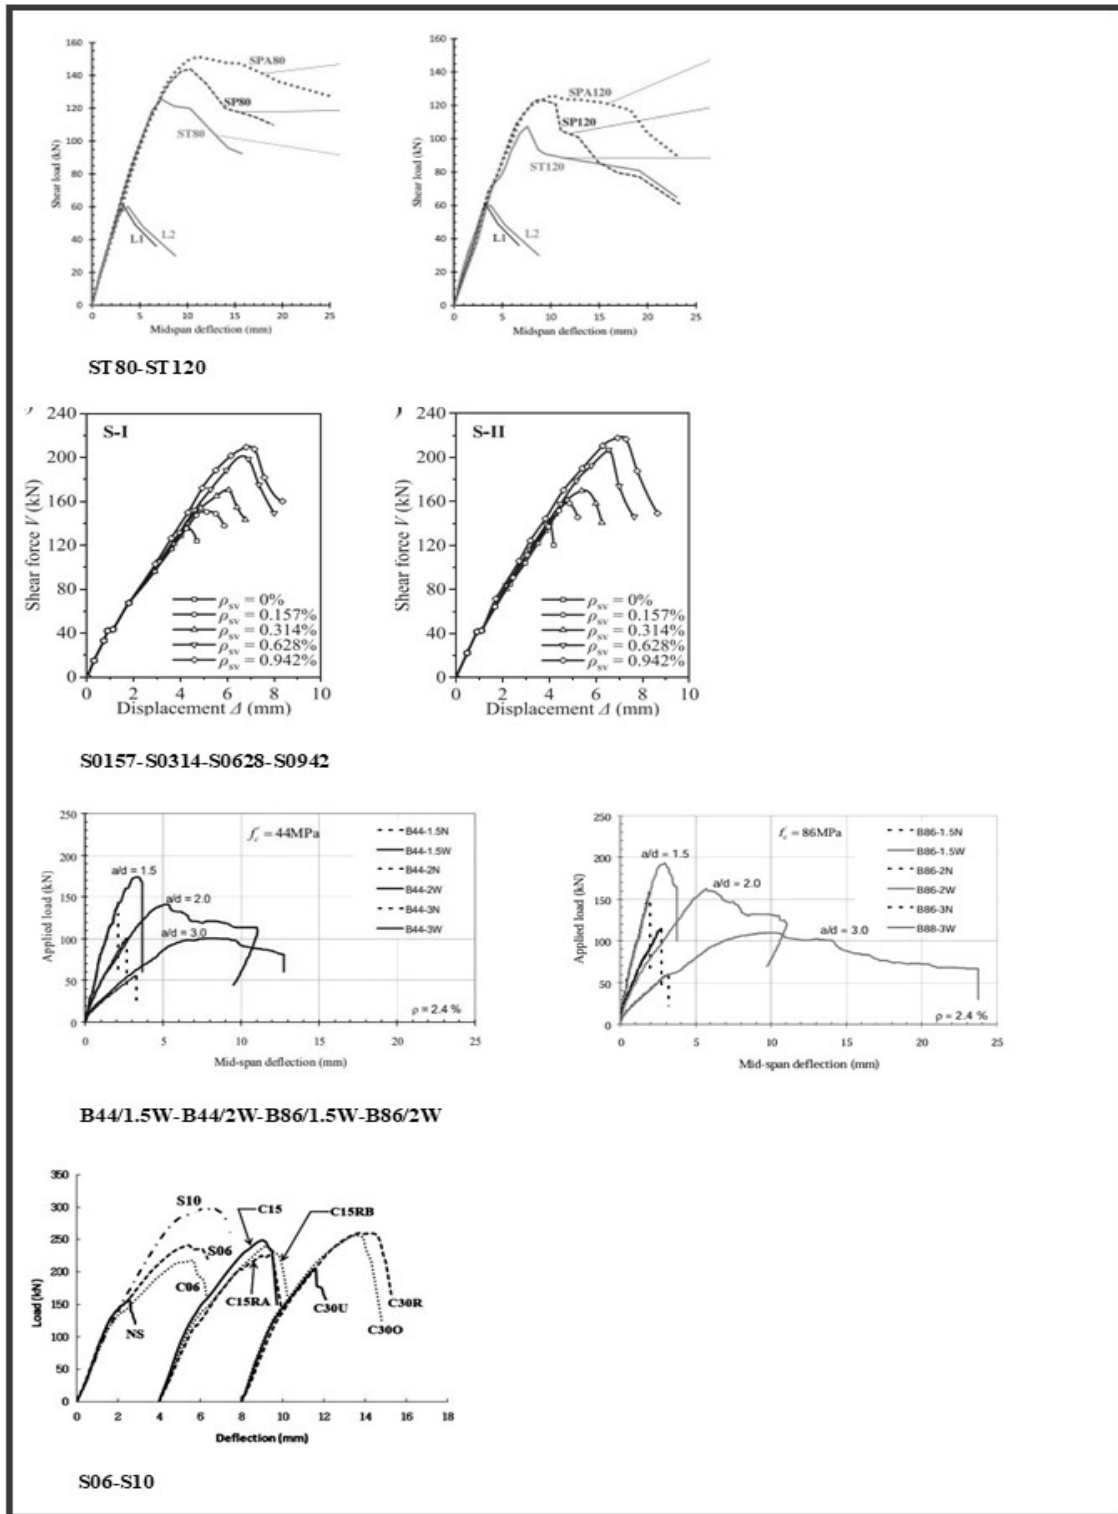 160
140
120
100
80
60
40
20
0
Shear load (kN)
SPA80
SP80
ST80
L1
L2
0 5 10 15 20 25
Midspan deflection (mm)
160
140
120
100
80
60
40
20
0
Shear load (kN)
SPA120
SP120
ST120
L1
L2
0 5 10 15 20 25
Midspan deflection (mm)
ST80-ST120
240
200
160
120
80
40
0
Shear force V (kN)
S-I
ρsv = 0%
ρsv = 0.157%
ρsv = 0.314%
ρsv = 0.628%
ρsv = 0.942%
0 2 4 6 8 10
Displacement Δ (mm)
)
240
200
160
120
80
40
0
Shear force V (kN)
S-II
ρsv = 0%
ρsv = 0.157%
ρsv = 0.314%
ρsv = 0.628%
ρsv = 0.942%
0 2 4 6 8 10
Displacement Δ (mm)
S0157-S0314-S0628-S0942
250
200
150
100
50
0
Applied load (kN)
f'c = 44MPa
B44-1.5N
B44-1.5W
B44-2N
B44-2W
B44-3N
B44-3W
a/d = 1.5
a/d = 2.0
a/d = 3.0
ρ = 2.4 %
0 5 10 15 20 25
Mid-span deflection (mm)
250
200
150
100
50
0
Applied load (kN)
f'c = 86MPa
B86-1.5N
B86-1.5W
B86-2N
B86-2W
B86-3N
B88-3W
a/d = 1.5
a/d = 2.0
a/d = 3.0
ρ = 2.4 %
0 5 10 15 20 25
Mid-span deflection (mm)
B44/1.5W-B44/2W-B86/1.5W-B86/2W
350
300
250
200
150
100
50
0
Load (kN)
S10
C15
C15RB
S06
C06
C15RA
NS
C30U
C30R
C30O
0 2 4 6 8 10 12 14 16 18
Deflection (mm)
S06-S10